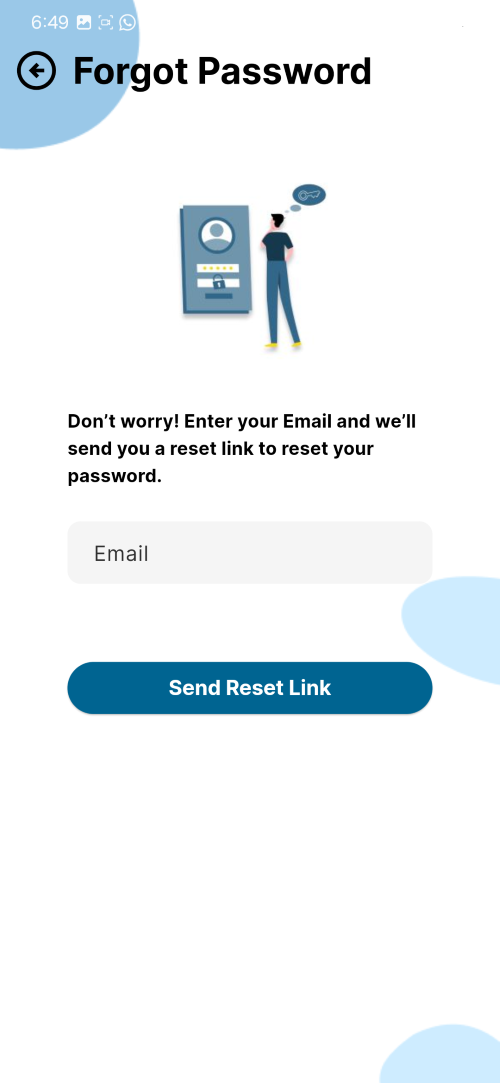 6:49
Forgot Password
Don’t worry! Enter your Email and we’ll
send you a reset link to reset your
password.
Email
Send Reset Link